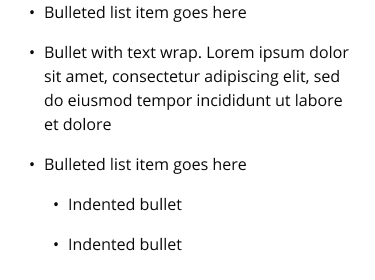 • Bulleted list item goes here
• Bullet with text wrap. Lorem ipsum dolor
sit amet, consectetur adipiscing elit, sed
do eiusmod tempor incididunt ut labore
et dolore
• Bulleted list item goes here
• Indented bullet
• Indented bullet